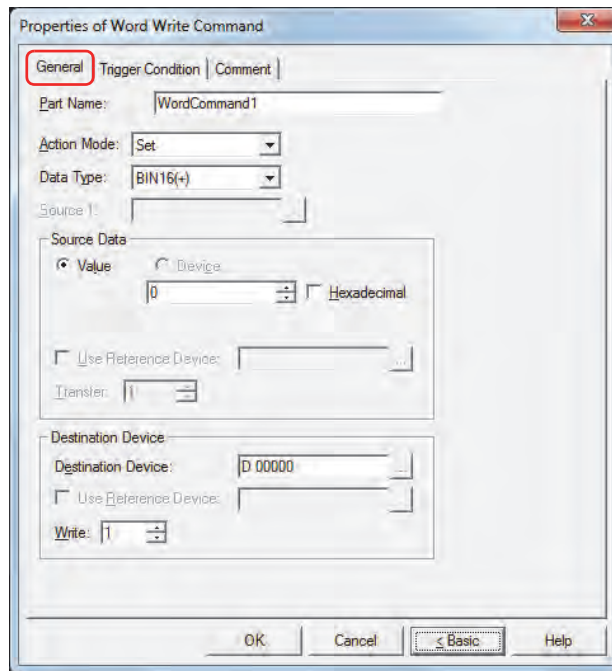 Properties of Word Write Command
General Trigger Condition Comment
Part Name: WordCommand1
Action Mode: Set
Data Type: BIN16(+)
Source 1: ...
Source Data
Value Device
0 Hexadecimal
Use Reference Device: ...
Transfer: 1
Destination Device
Destination Device: D 00000 ...
Use Reference Device: ...
Write: 1
OK Cancel < Basic Help